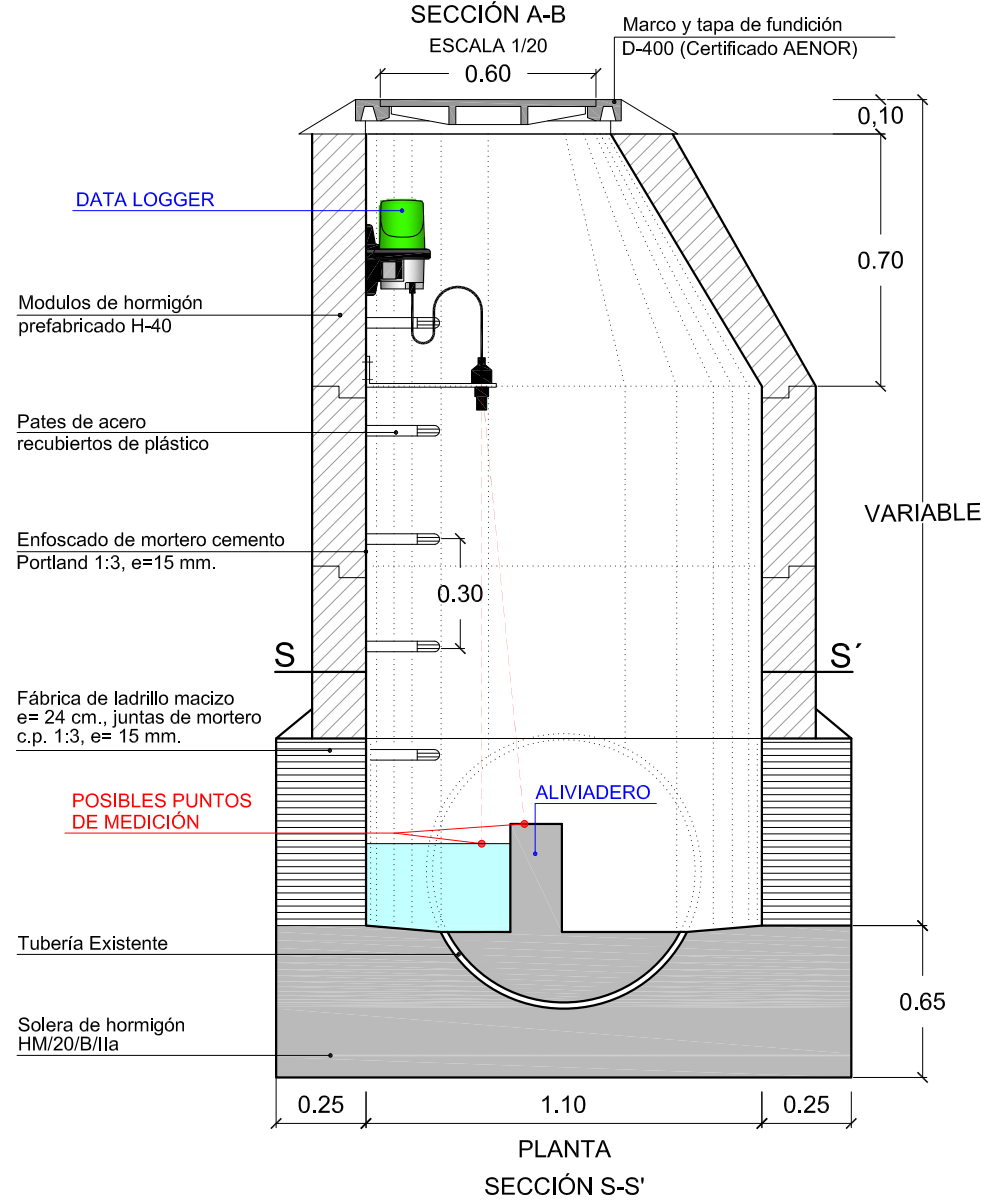 SECCIÓN A-B
ESCALA 1/20
0.60
Marco y tapa de fundición
D-400 (Certificado AENOR)
0,10
DATA LOGGER
0.70
Modulos de hormigón
prefabricado H-40
Pates de acero
recubiertos de plástico
VARIABLE
Enfoscado de mortero cemento
Portland 1:3, e=15 mm.
0.30
S
S´
Fábrica de ladrillo macizo
e= 24 cm., juntas de mortero
c.p. 1:3, e= 15 mm.
POSIBLES PUNTOS
DE MEDICIÓN
ALIVIADERO
Tubería Existente
0.65
Solera de hormigón
HM/20/B/IIa
0.25
1.10
0.25
PLANTA
SECCIÓN S-S'